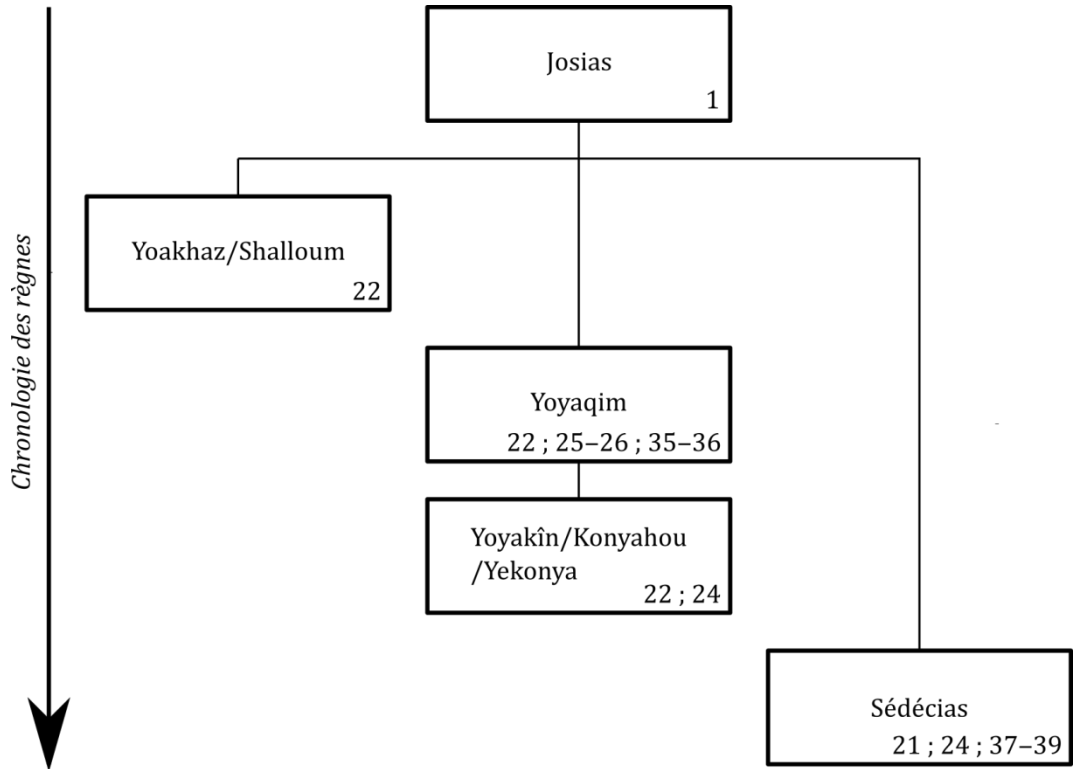 Josias
1
Yoakhaz/Shalloum
22
Chronologie des règnes
Yoyaqim
22 ; 25–26 ; 35–36
Yoyakîn/Konyahou
/Yekonya
22 ; 24
Sédécias
21 ; 24 ; 37–39